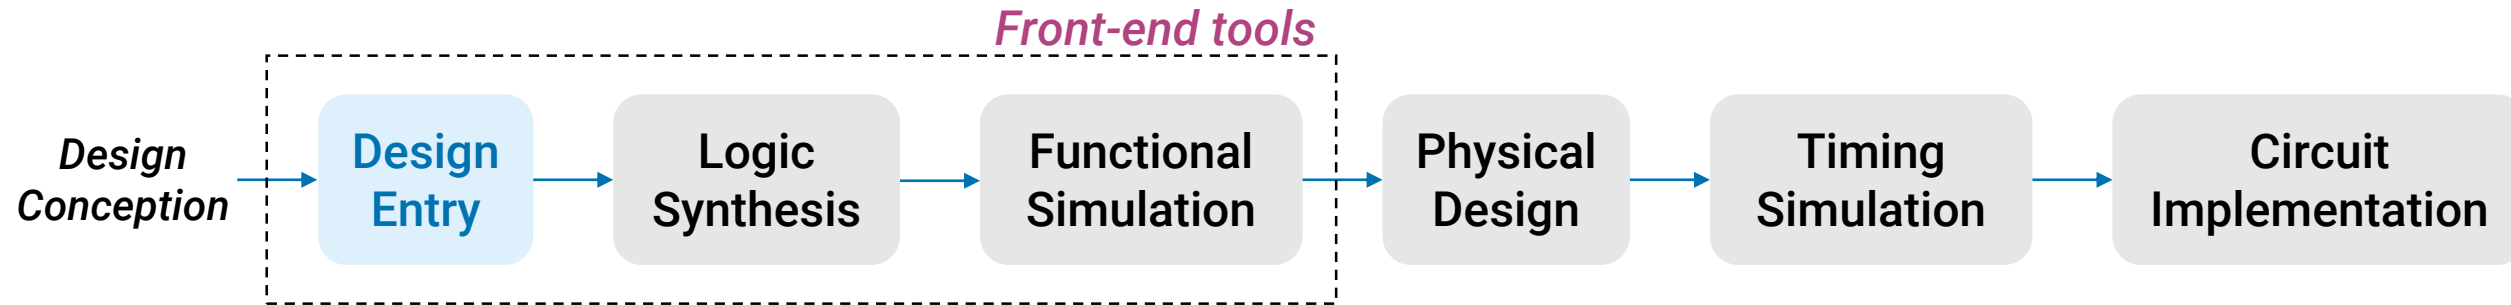 Front-end tools
Design
Conception
Design
Entry
Logic
Synthesis
Functional
Simulation
Physical
Design
Timing
Simulation
Circuit
Implementation